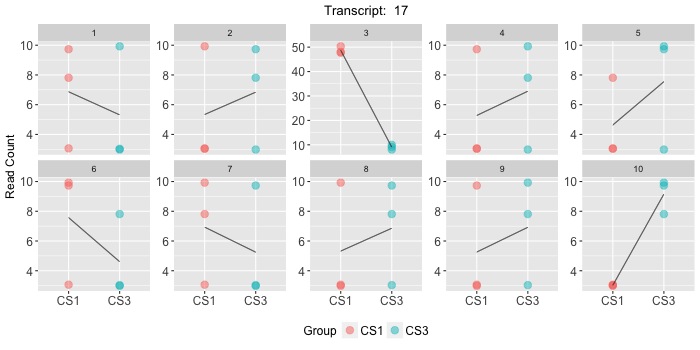 Transcript: 17
1 2 3 4 5
10 10 50 10 10
8 8 40 8 8
6 6 30 6 6
4 4 20 4 4
10
Read Count
6 7 8 9 10
10 10 10 10 10
8 8 8 8 8
6 6 6 6 6
4 4 4 4 4
CS1 CS3 CS1 CS3 CS1 CS3 CS1 CS3 CS1 CS3
Group CS1 CS3